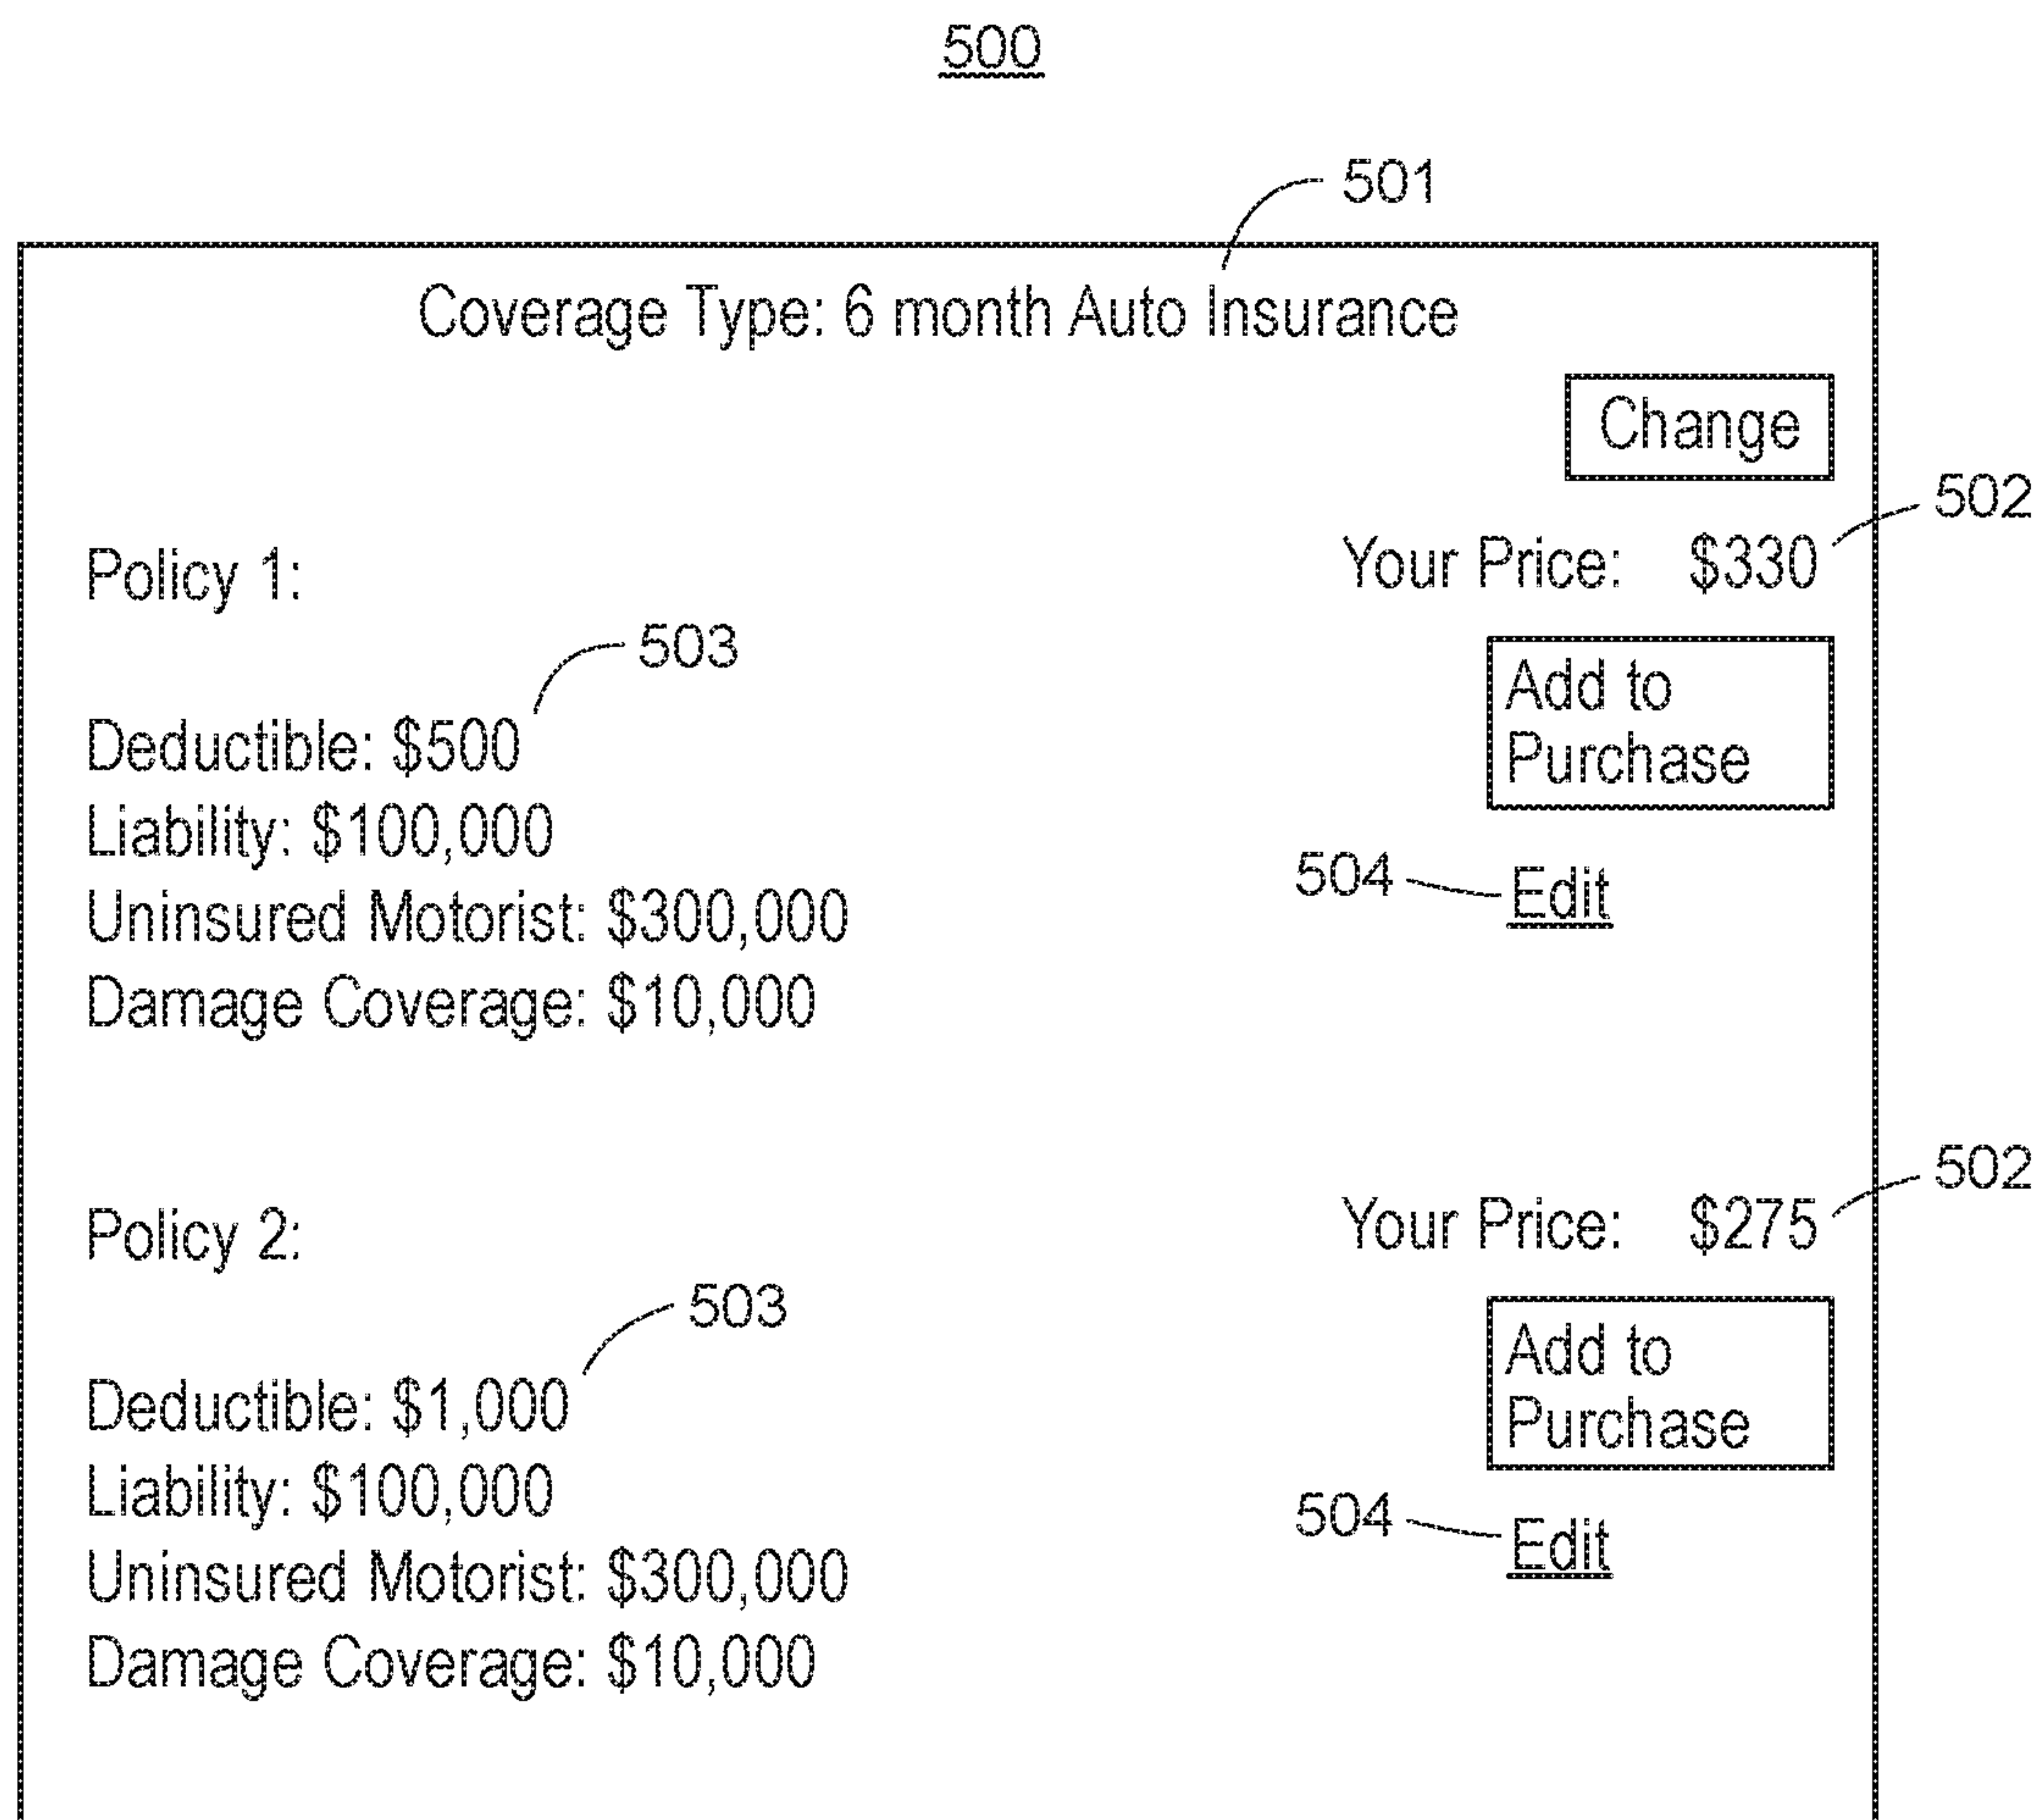 500
501
Coverage Type: 6 month Auto Insurance
Change
502
Policy 1:
Your Price: $330
503
Deductible: $500
Liability: $100,000
Uninsured Motorist: $300,000
Damage Coverage: $10,000
Add to
Purchase
504
Edit
502
Policy 2:
Your Price: $275
503
Deductible: $1,000
Liability: $100,000
Uninsured Motorist: $300,000
Damage Coverage: $10,000
Add to
Purchase
504
Edit